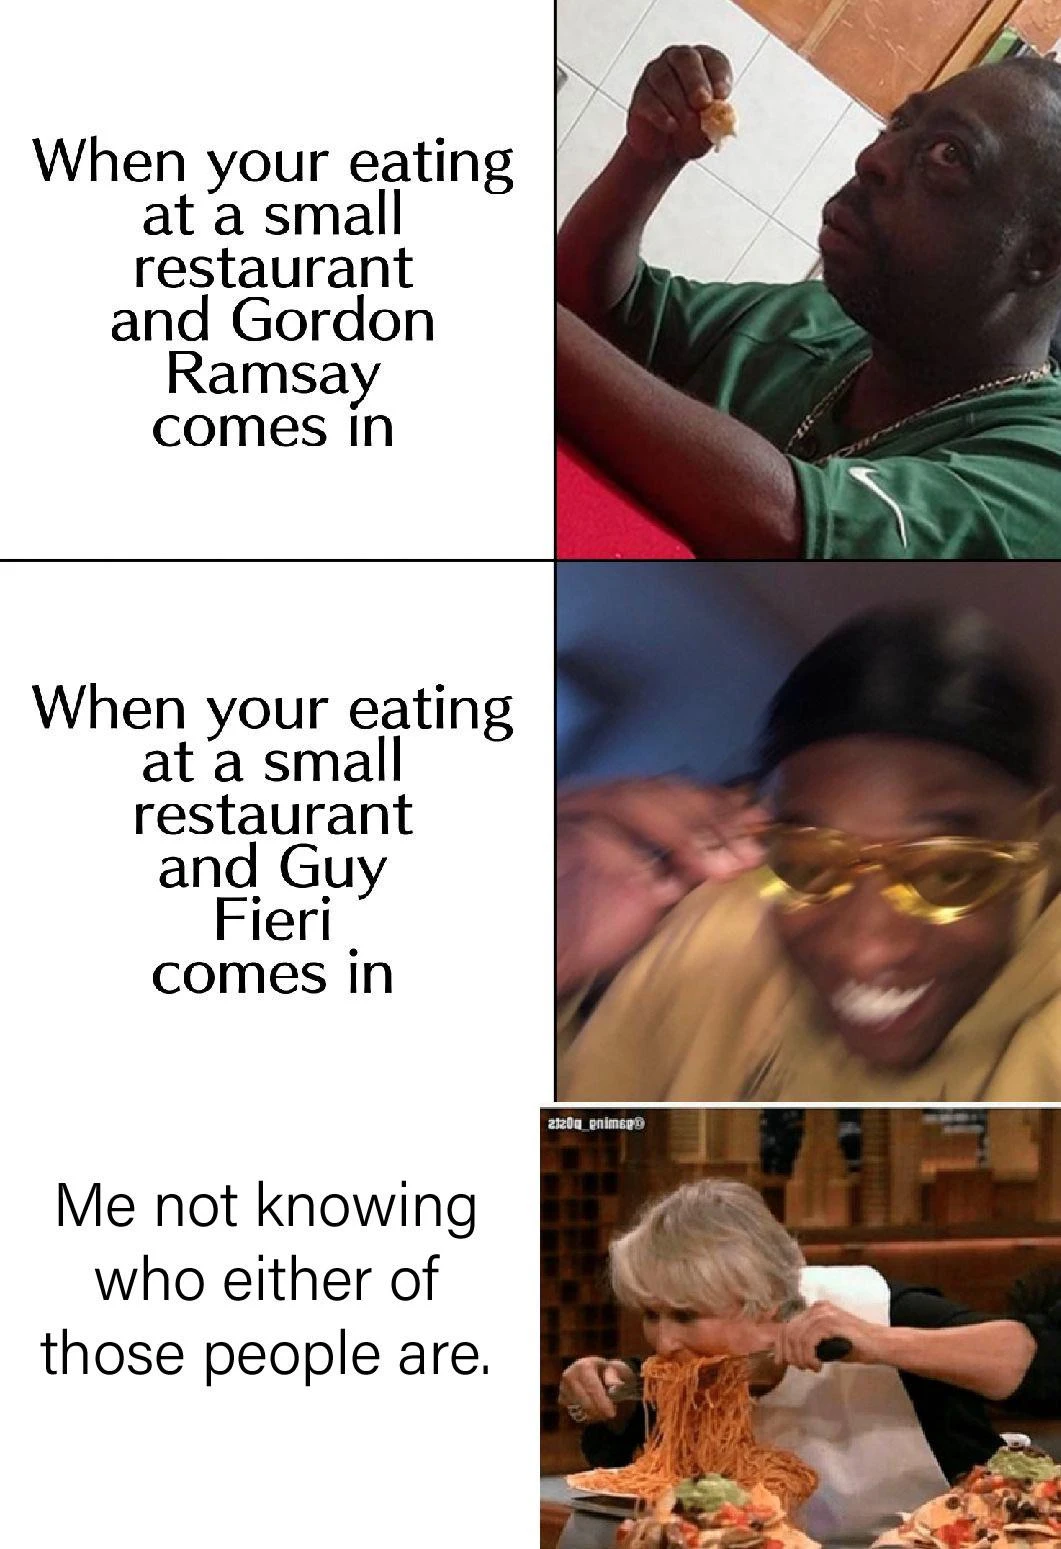 When your eating
at a small
restaurant
and Gordon
Ramsay
comes in
When your eating
at a small
restaurant
and Guy
Fieri
comes in
@gaming_p0sts
Me not knowing
who either of
those people are.